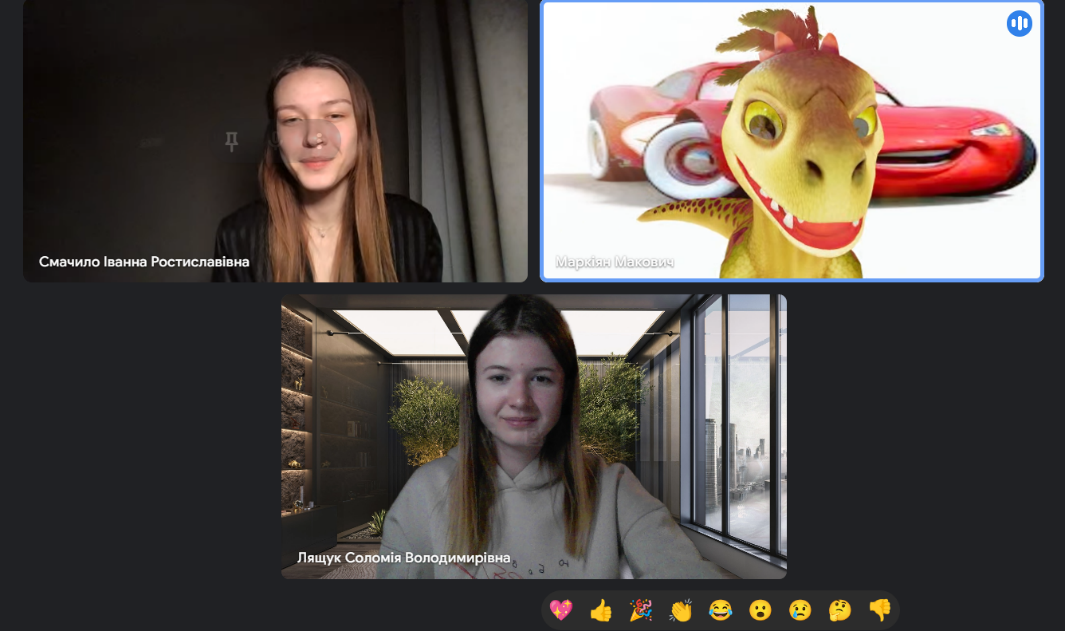 Смачило Іванна Ростиславівна
Маркіян Макович
Лящук Соломія Володимирівна